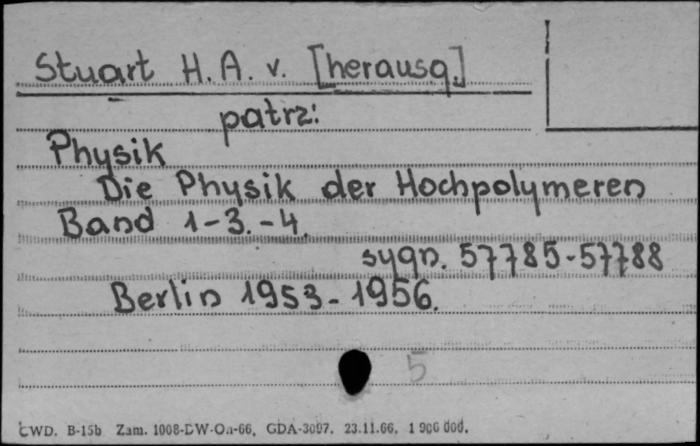 Stuart H. A. v. [herausg.]
patrz:
Physik
Die Physik der Hochpolymeren
Band 1-3.-4.
sygn. 57785-57788
Berlin 1953-1956.
5
CWD. B-15b Zam. 1008-DW-On-66, GDA-3097. 23.11.66. 1 900 000.